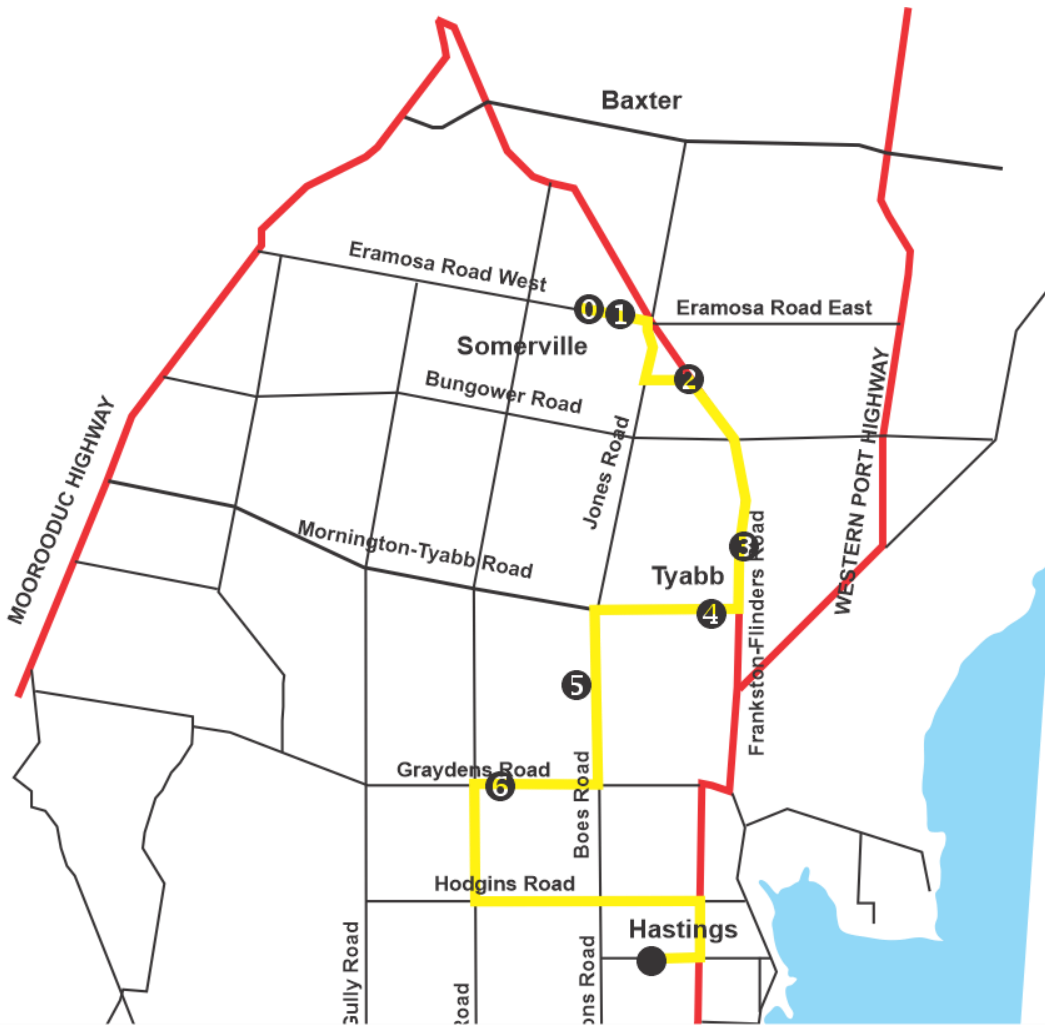 Baxter
Eramosa Road West
0
1
Eramosa Road East
Somerville
2
Bungower Road
Jones Road
MOOROODUC HIGHWAY
WESTERN PORT HIGHWAY
Mornington-Tyabb Road
3
Tyabb
4
Frankston-Flinders Road
5
Graydens Road
6
Boes Road
Hodgins Road
Hastings
Gully Road
Road
ons Road